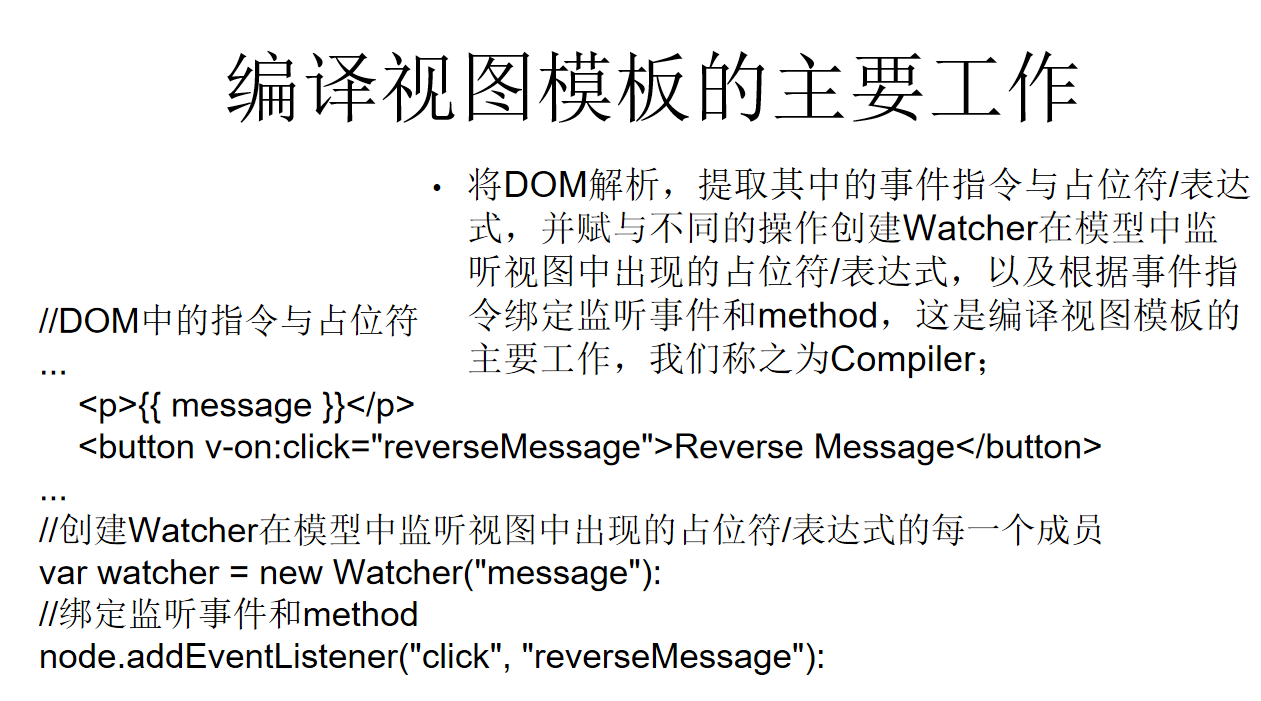 编译视图模板的主要工作
• 将DOM解析，提取其中的事件指令与占位符/表达
式，并赋与不同的操作创建Watcher在模型中监
听视图中出现的占位符/表达式，以及根据事件指
令绑定监听事件和method，这是编译视图模板的
主要工作，我们称之为Compiler；
//DOM中的指令与占位符
...
<p>{{ message }}</p>
<button v-on:click="reverseMessage">Reverse Message</button>
...
//创建Watcher在模型中监听视图中出现的占位符/表达式的每一个成员
var watcher = new Watcher("message"):
//绑定监听事件和method
node.addEventListener("click", "reverseMessage"):